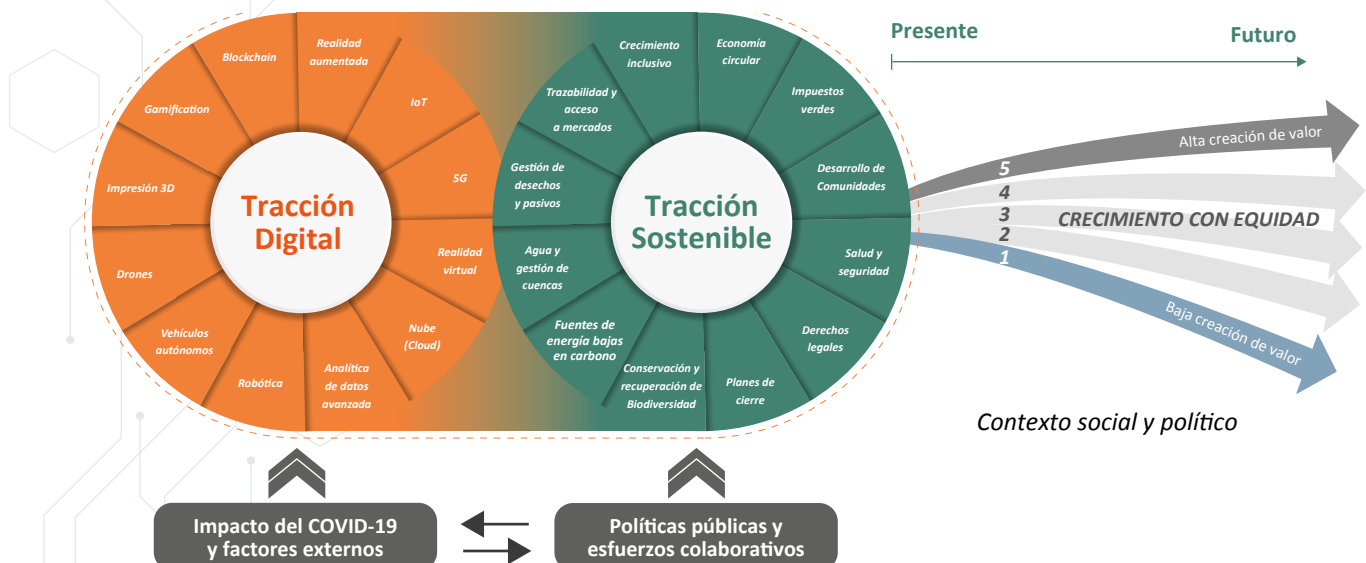 Tracción
Digital
Realidad
aumentada
IoT
5G
Realidad
virtual
Nube
(Cloud)
Analítica
de datos
avanzada
Robótica
Vehículos
autónomos
Drones
Impresión 3D
Gamification
Blockchain
Tracción
Sostenible
Crecimiento
inclusivo
Economía
circular
Impuestos
verdes
Desarrollo de
Comunidades
Salud y
seguridad
Derechos
legales
Planes de
cierre
Conservación y
recuperación de
Biodiversidad
Fuentes de
energía bajas
en carbono
Agua y
gestión de
cuencas
Gestión de
desechos
y pasivos
Trazabilidad y
acceso
a mercados
Presente
Futuro
Alta creación de valor
5
4
3
2
1
CRECIMIENTO CON EQUIDAD
Baja creación de valor
Contexto social y político
Impacto del COVID-19
y factores externos
Políticas públicas y
esfuerzos colaborativos